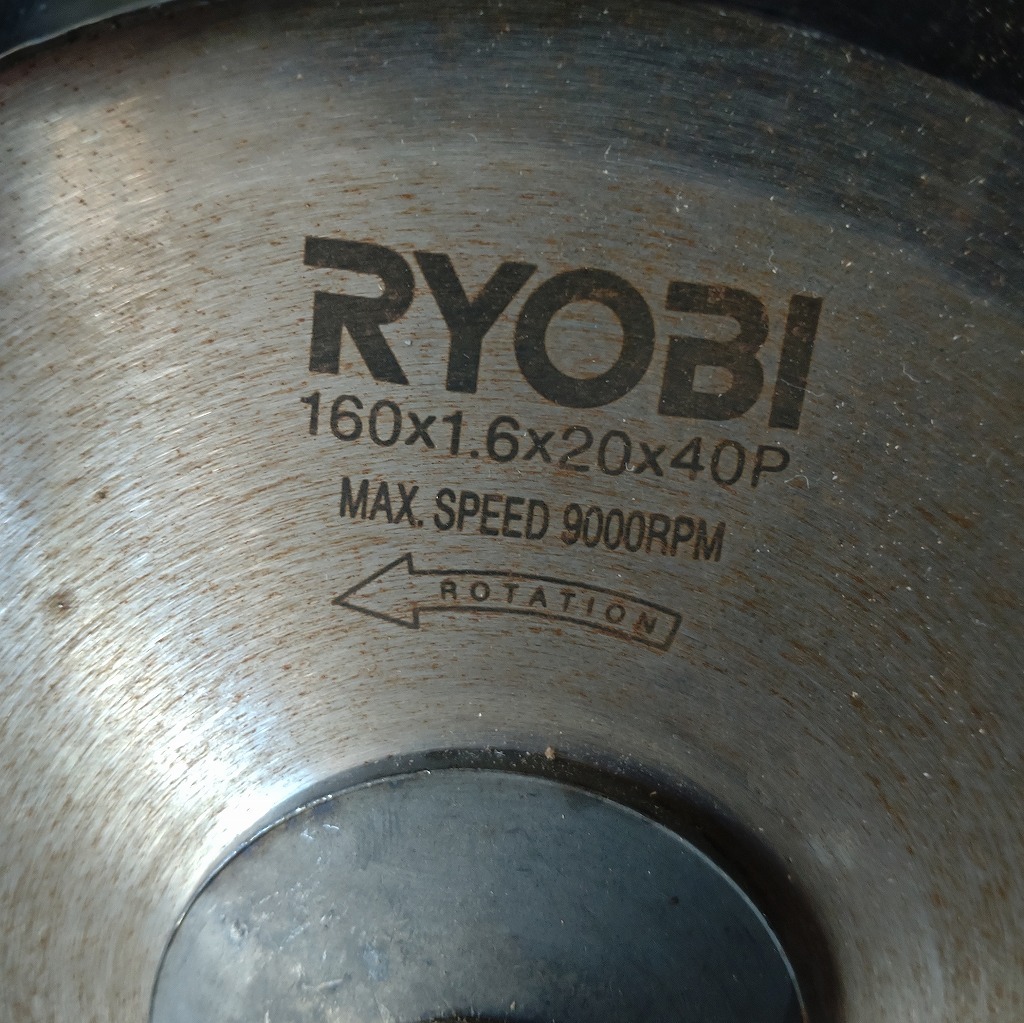 RYOBI
160x1.6x20x40P
MAX. SPEED 9000RPM
ROTATION